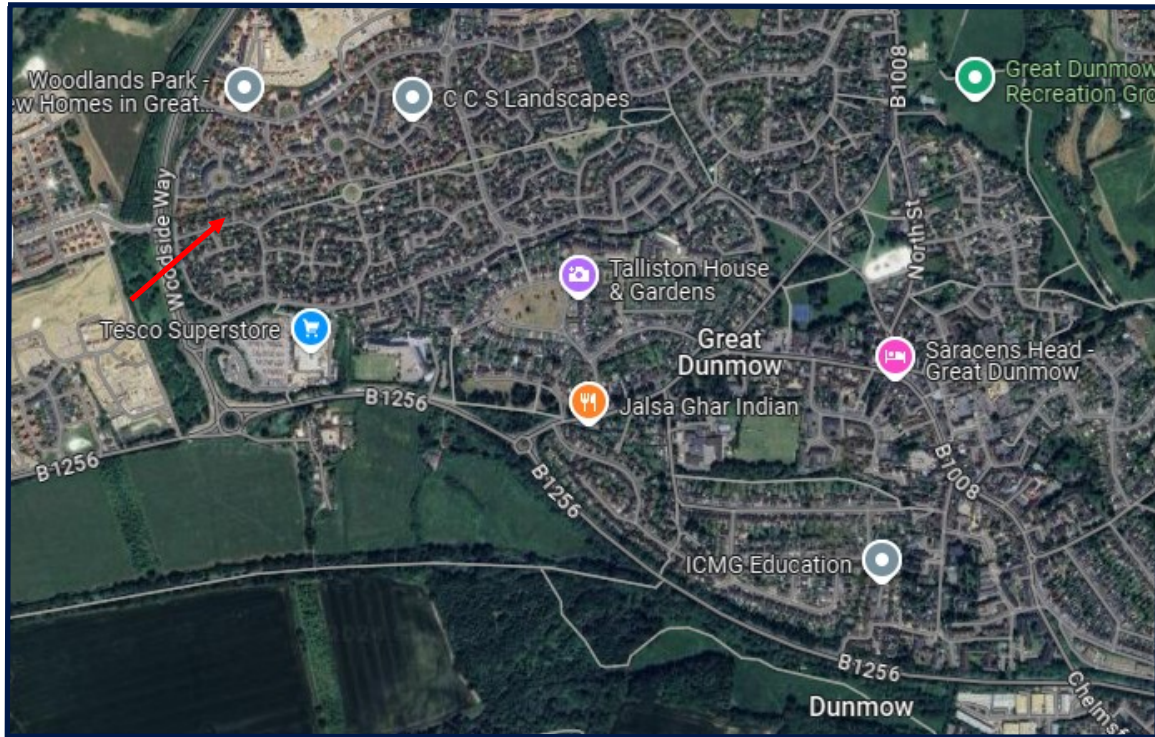 Woodlands Park -
ew Homes in Great...
C C S Landscapes
B1008
Great Dunmow
Recreation Gro
Woodside Way
North St
Talliston House
& Gardens
Tesco Superstore
Great
Dunmow
Saracens Head -
Great Dunmow
B1256
Jalsa Ghar Indian
B1256
B1256
B1008
ICMG Education
B1256
Dunmow
Chelmsf